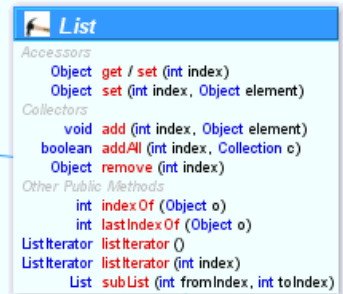 List
Accessors
Object get / set (int index)
Object set (int index, Object element)
Collectors
void add (int index, Object element)
boolean addAll (int index, Collection c)
Object remove (int index)
Other Public Methods
int indexOf (Object o)
int lastIndexOf (Object o)
ListIterator listIterator ()
ListIterator listIterator (int index)
List subList (int fromIndex, int toIndex)